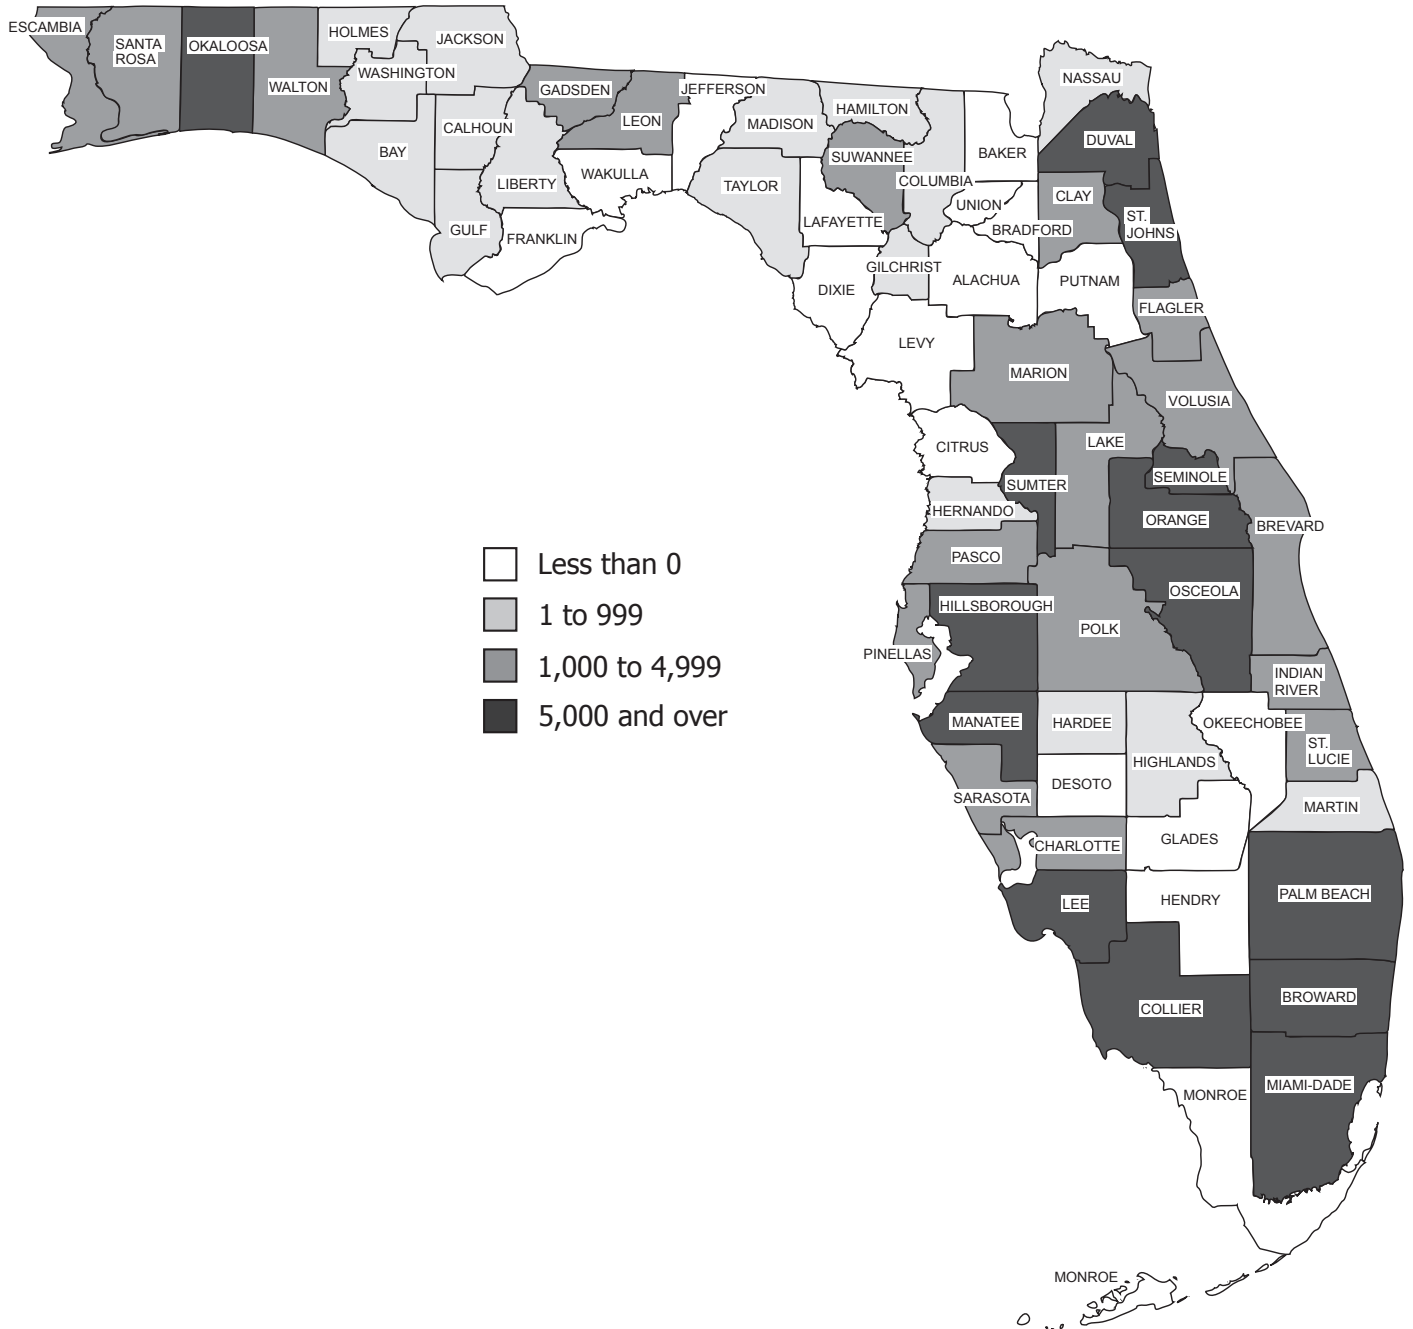 ESCAMBIA
SANTA
ROSA
OKALOOSA
WALTON
HOLMES
JACKSON
WASHINGTON
BAY
CALHOUN
GULF
LIBERTY
GADSDEN
LEON
WAKULLA
FRANKLIN
JEFFERSON
MADISON
TAYLOR
HAMILTON
SUWANNEE
LAFAYETTE
DIXIE
COLUMBIA
GILCHRIST
BAKER
UNION
BRADFORD
ALACHUA
LEVY
NASSAU
DUVAL
CLAY
ST.
JOHNS
PUTNAM
FLAGLER
MARION
VOLUSIA
CITRUS
SUMTER
LAKE
SEMINOLE
ORANGE
BREVARD
HERNANDO
PASCO
OSCEOLA
HILLSBOROUGH
POLK
PINELLAS
INDIAN
RIVER
MANATEE
HARDEE
OKEECHOBEE
ST.
LUCIE
HIGHLANDS
DESOTO
SARASOTA
MARTIN
CHARLOTTE
GLADES
LEE
HENDRY
PALM BEACH
COLLIER
BROWARD
MIAMI-DADE
MONROE
MONROE
Less than 0
1 to 999
1,000 to 4,999
5,000 and over